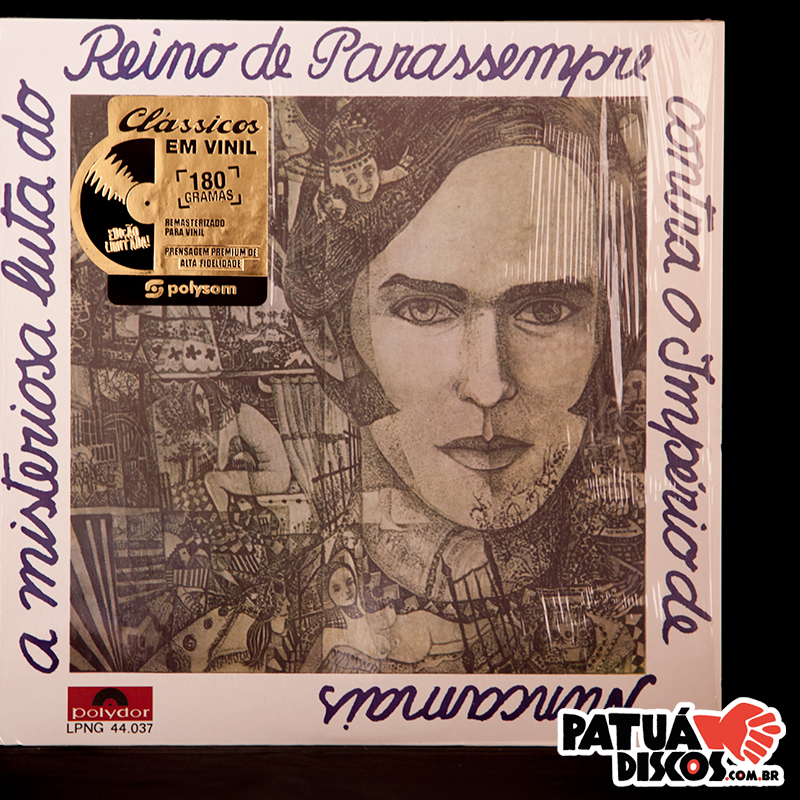 a misteriosa luta do
Reino de Parassempre
contra o Império de
Nuncamais
Clássicos
EM VINIL
180
GRAMAS
REMASTERIZADO
PARA VINIL
PRENSAGEM PREMIUM DE
ALTA FIDELIDADE
EDIÇÃO
LIMITADA!
polysom
polydor
LPNG 44.037
PATUÁ
DISCOS.COM.BR